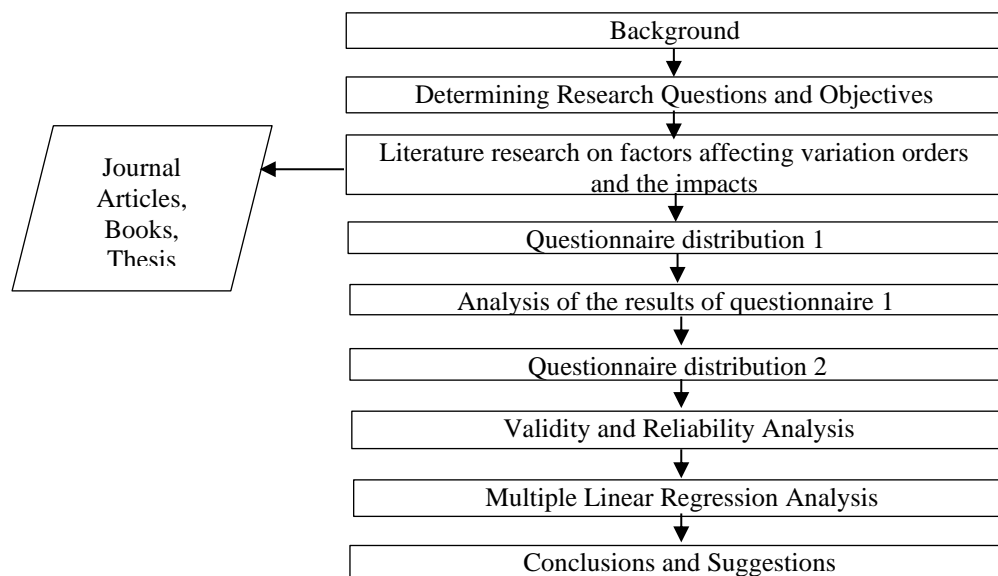 Background
Determining Research Questions and Objectives
Literature research on factors affecting variation orders
and the impacts
Journal
Articles,
Books,
Thesis
Questionnaire distribution 1
Analysis of the results of questionnaire 1
Questionnaire distribution 2
Validity and Reliability Analysis
Multiple Linear Regression Analysis
Conclusions and Suggestions